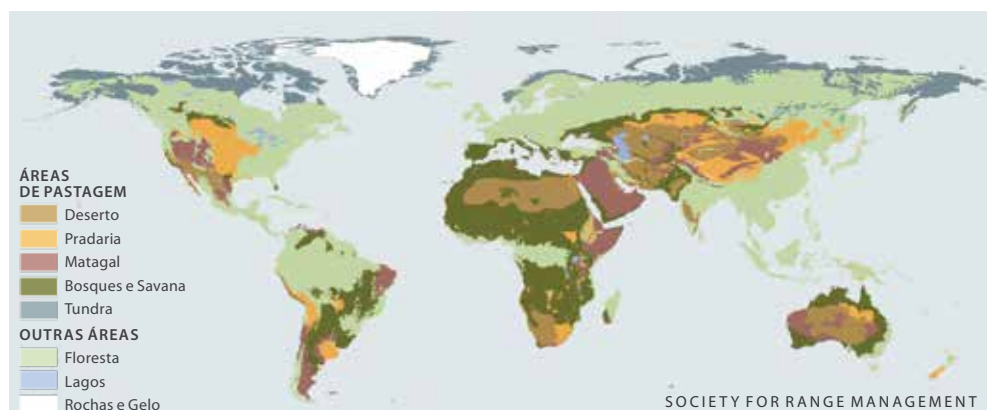 ÁREAS
DE PASTAGEM
Deserto
Pradaria
Matagal
Bosques e Savana
Tundra
OUTRAS ÁREAS
Floresta
Lagos
Rochas e Gelo
SOCIETY FOR RANGE MANAGEMENT